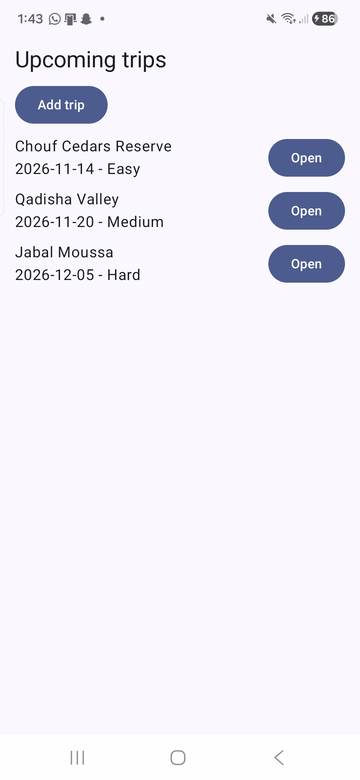 1:43
86
Upcoming trips
Add trip
Chouf Cedars Reserve
2026-11-14 - Easy
Open
Qadisha Valley
2026-11-20 - Medium
Open
Jabal Moussa
2026-12-05 - Hard
Open